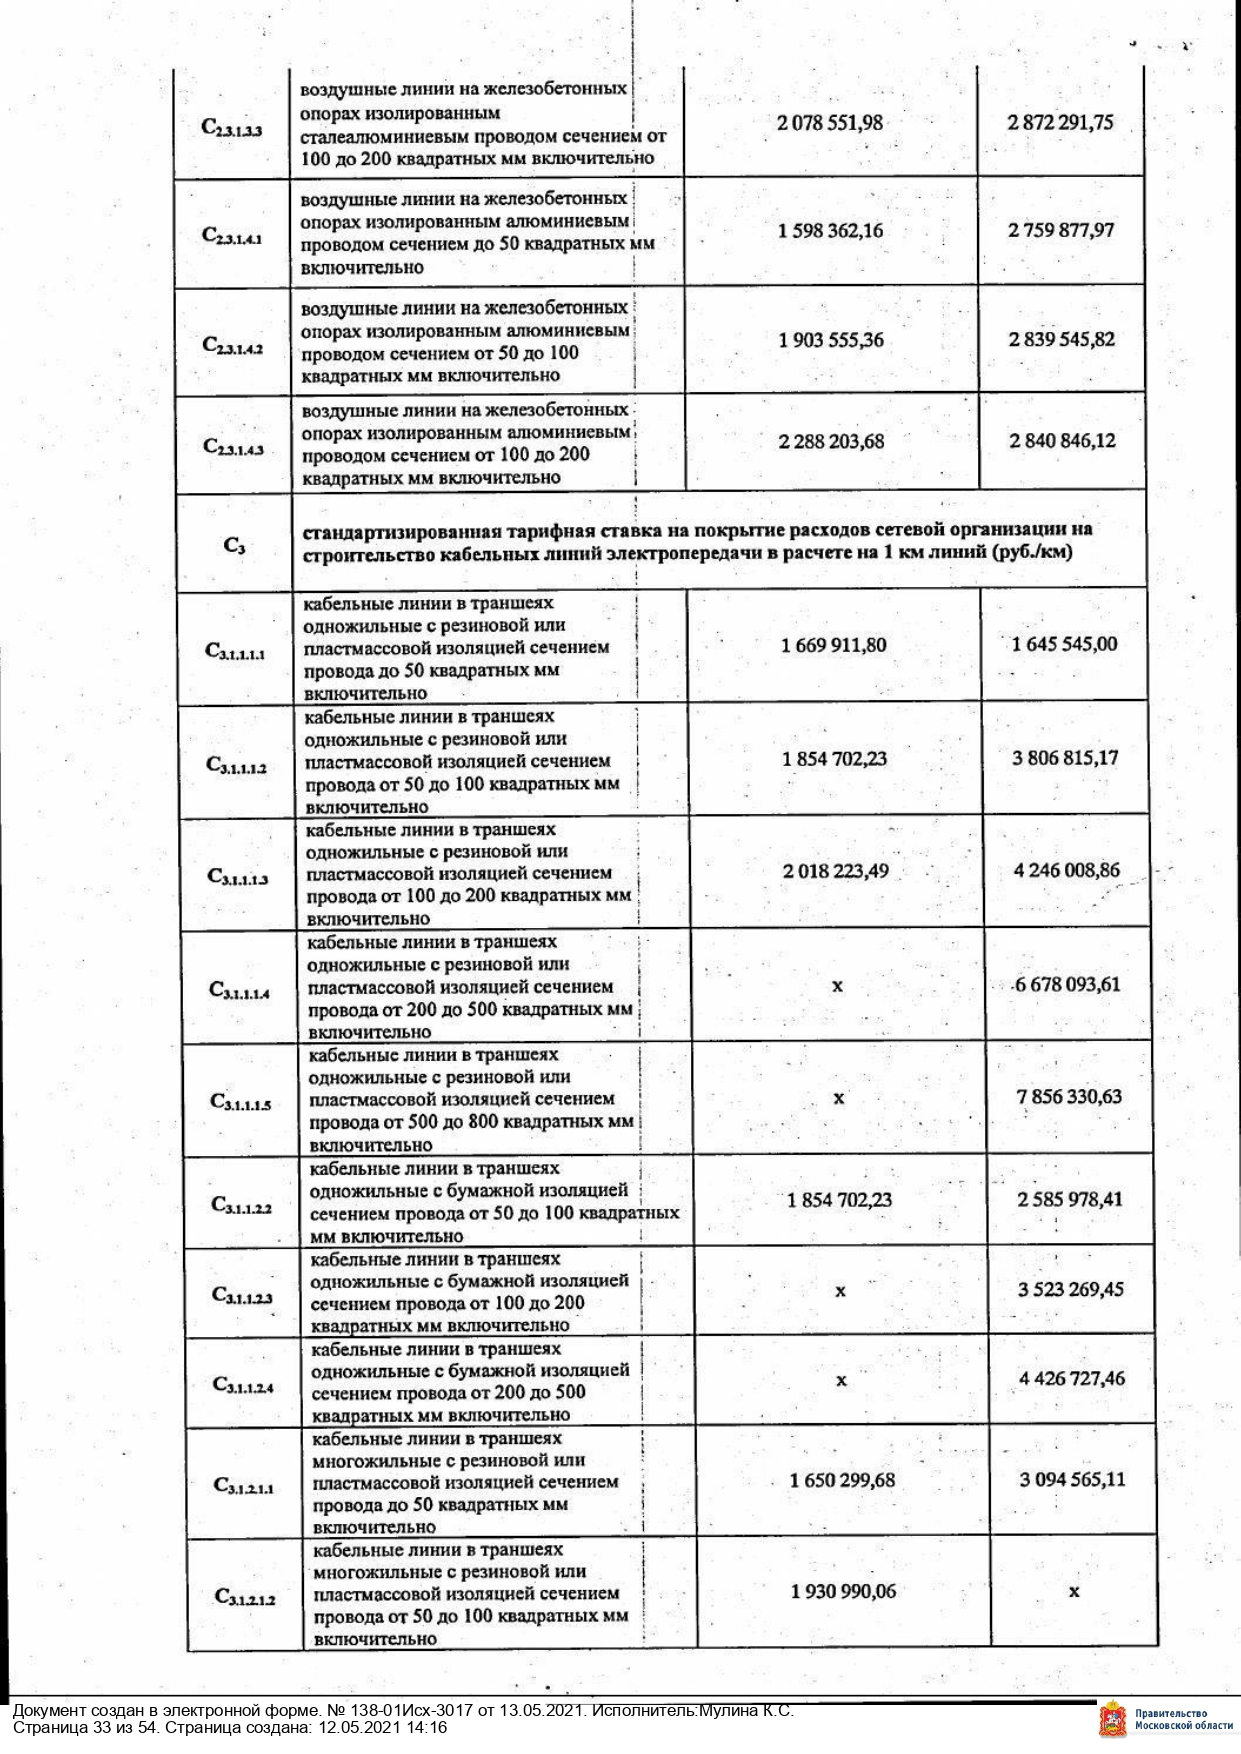 С2.3.1.3.3
воздушные линии на железобетонных
опорах изолированным
сталеалюминиевым проводом сечением от
100 до 200 квадратных мм включительно
2 078 551,98
2 872 291,75
С2.3.1.4.1
воздушные линии на железобетонных
опорах изолированным алюминиевым
проводом сечением до 50 квадратных мм
включительно
1 598 362,16
2 759 877,97
С2.3.1.4.2
воздушные линии на железобетонных
опорах изолированным алюминиевым
проводом сечением от 50 до 100
квадратных мм включительно
1 903 555,36
2 839 545,82
С2.3.1.4.3
воздушные линии на железобетонных
опорах изолированным алюминиевым
проводом сечением от 100 до 200
квадратных мм включительно
2 288 203,68
2 840 846,12
С3
стандартизированная тарифная ставка на покрытие расходов сетевой организации на
строительство кабельных линий электропередачи в расчете на 1 км линий (руб./км)
С3.1.1.1.1
кабельные линии в траншеях
одножильные с резиновой или
пластмассовой изоляцией сечением
провода до 50 квадратных мм
включительно
1 669 911,80
1 645 545,00
С3.1.1.1.2
кабельные линии в траншеях
одножильные с резиновой или
пластмассовой изоляцией сечением
провода от 50 до 100 квадратных мм
включительно
1 854 702,23
3 806 815,17
С3.1.1.1.3
кабельные линии в траншеях
одножильные с резиновой или
пластмассовой изоляцией сечением
провода от 100 до 200 квадратных мм
включительно
2 018 223,49
4 246 008,86
С3.1.1.1.4
кабельные линии в траншеях
одножильные с резиновой или
пластмассовой изоляцией сечением
провода от 200 до 500 квадратных мм
включительно
х
6 678 093,61
С3.1.1.1.5
кабельные линии в траншеях
одножильные с резиновой или
пластмассовой изоляцией сечением
провода от 500 до 800 квадратных мм
включительно
х
7 856 330,63
С3.1.1.2.2
кабельные линии в траншеях
одножильные с бумажной изоляцией
сечением провода от 50 до 100 квадратных
мм включительно
1 854 702,23
2 585 978,41
С3.1.1.2.3
кабельные линии в траншеях
одножильные с бумажной изоляцией
сечением провода от 100 до 200
квадратных мм включительно
х
3 523 269,45
С3.1.1.2.4
кабельные линии в траншеях
одножильные с бумажной изоляцией
сечением провода от 200 до 500
квадратных мм включительно
х
4 426 727,46
С3.1.2.1.1
кабельные линии в траншеях
многожильные с резиновой или
пластмассовой изоляцией сечением
провода до 50 квадратных мм
включительно
1 650 299,68
3 094 565,11
С3.1.2.1.2
кабельные линии в траншеях
многожильные с резиновой или
пластмассовой изоляцией сечением
провода от 50 до 100 квадратных мм
включительно
1 930 990,06
х
Документ создан в электронной форме. № 138-01Исх-3017 от 13.05.2021. Исполнитель:Мулина К.С.
Страница 33 из 54. Страница создана: 12.05.2021 14:16
Правительство
Московской области